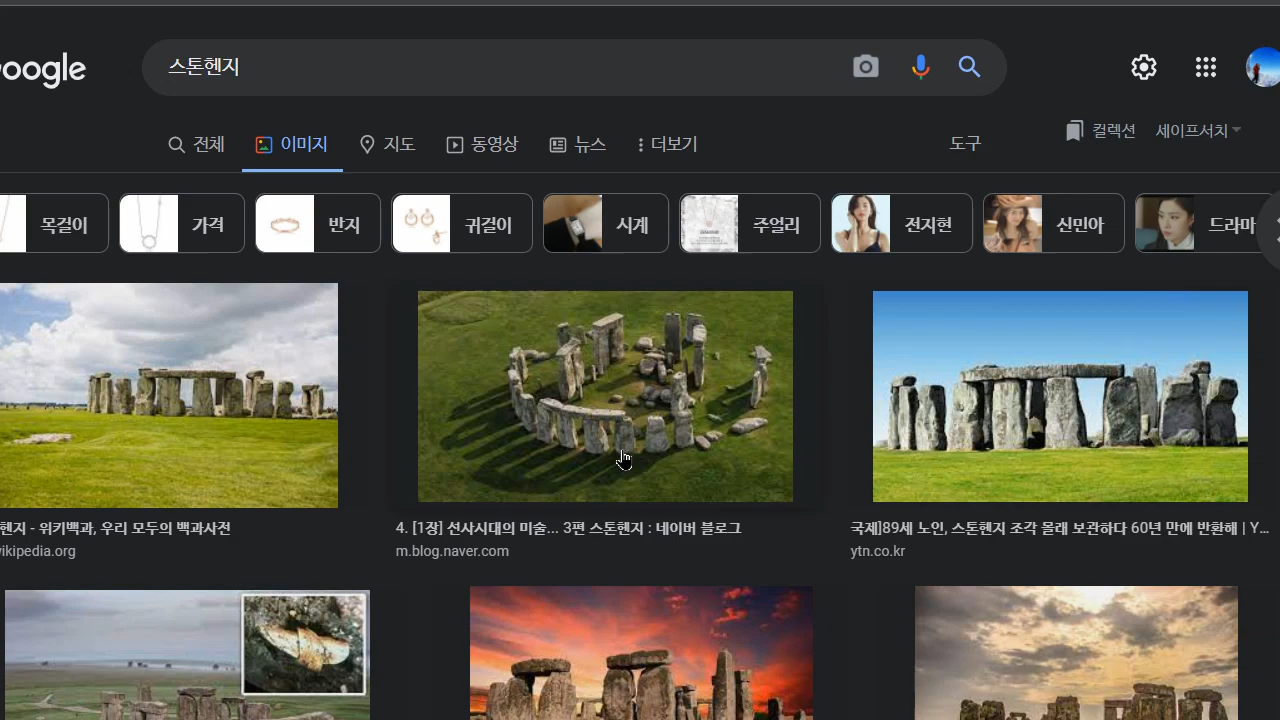 oogle
스톤헨지
컬렉션 세이프서치
전체 이미지 지도 동영상 뉴스 더보기 도구
목걸이 가격 반지 귀걸이 시계 주얼리 전지현 신민아 드라마
헨지 - 위키백과, 우리 모두의 백과사전
ikipedia.org
4. [1장] 선사시대의 미술... 3편 스톤헨지 : 네이버 블로그
m.blog.naver.com
국제]89세 노인, 스톤헨지 조각 몰래 보관하다 60년 만에 반환해 | Y...
ytn.co.kr